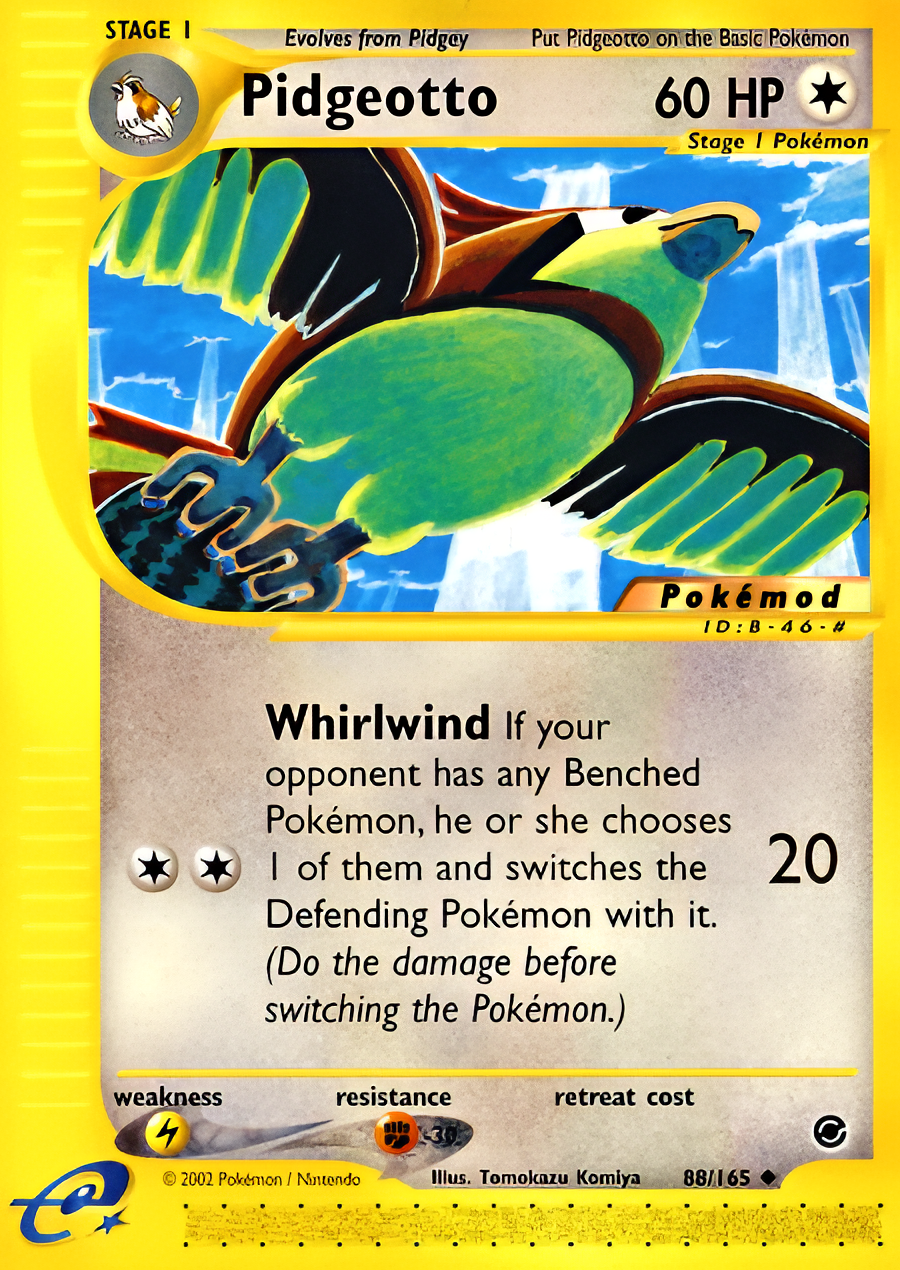 STAGE 1
Evolves from Pidgey
Put Pidgeotto on the Basic Pokémon
Pidgeotto
60 HP
Stage 1 Pokémon
Pokémod
ID:B-46-#
Whirlwind If your
opponent has any Benched
Pokémon, he or she chooses
1 of them and switches the
Defending Pokémon with it.
(Do the damage before
switching the Pokémon.)
20
weakness
resistance
retreat cost
-30
© 2002 Pokémon / Nintendo
Illus. Tomokazu Komiya
88/165